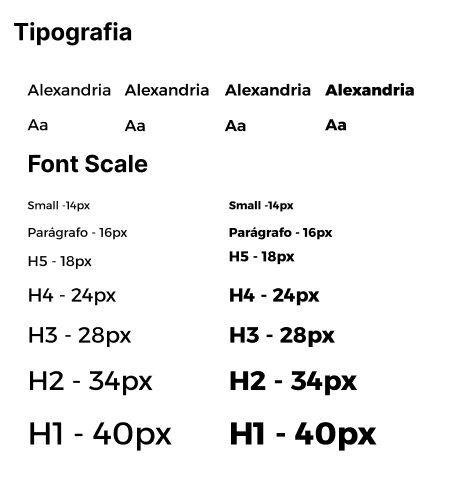 Tipografia
Alexandria Alexandria Alexandria Alexandria
Aa Aa Aa Aa
Font Scale
Small -14px Small -14px
Parágrafo - 16px Parágrafo - 16px
H5 - 18px H5 - 18px
H4 - 24px H4 - 24px
H3 - 28px H3 - 28px
H2 - 34px H2 - 34px
H1 - 40px H1 - 40px